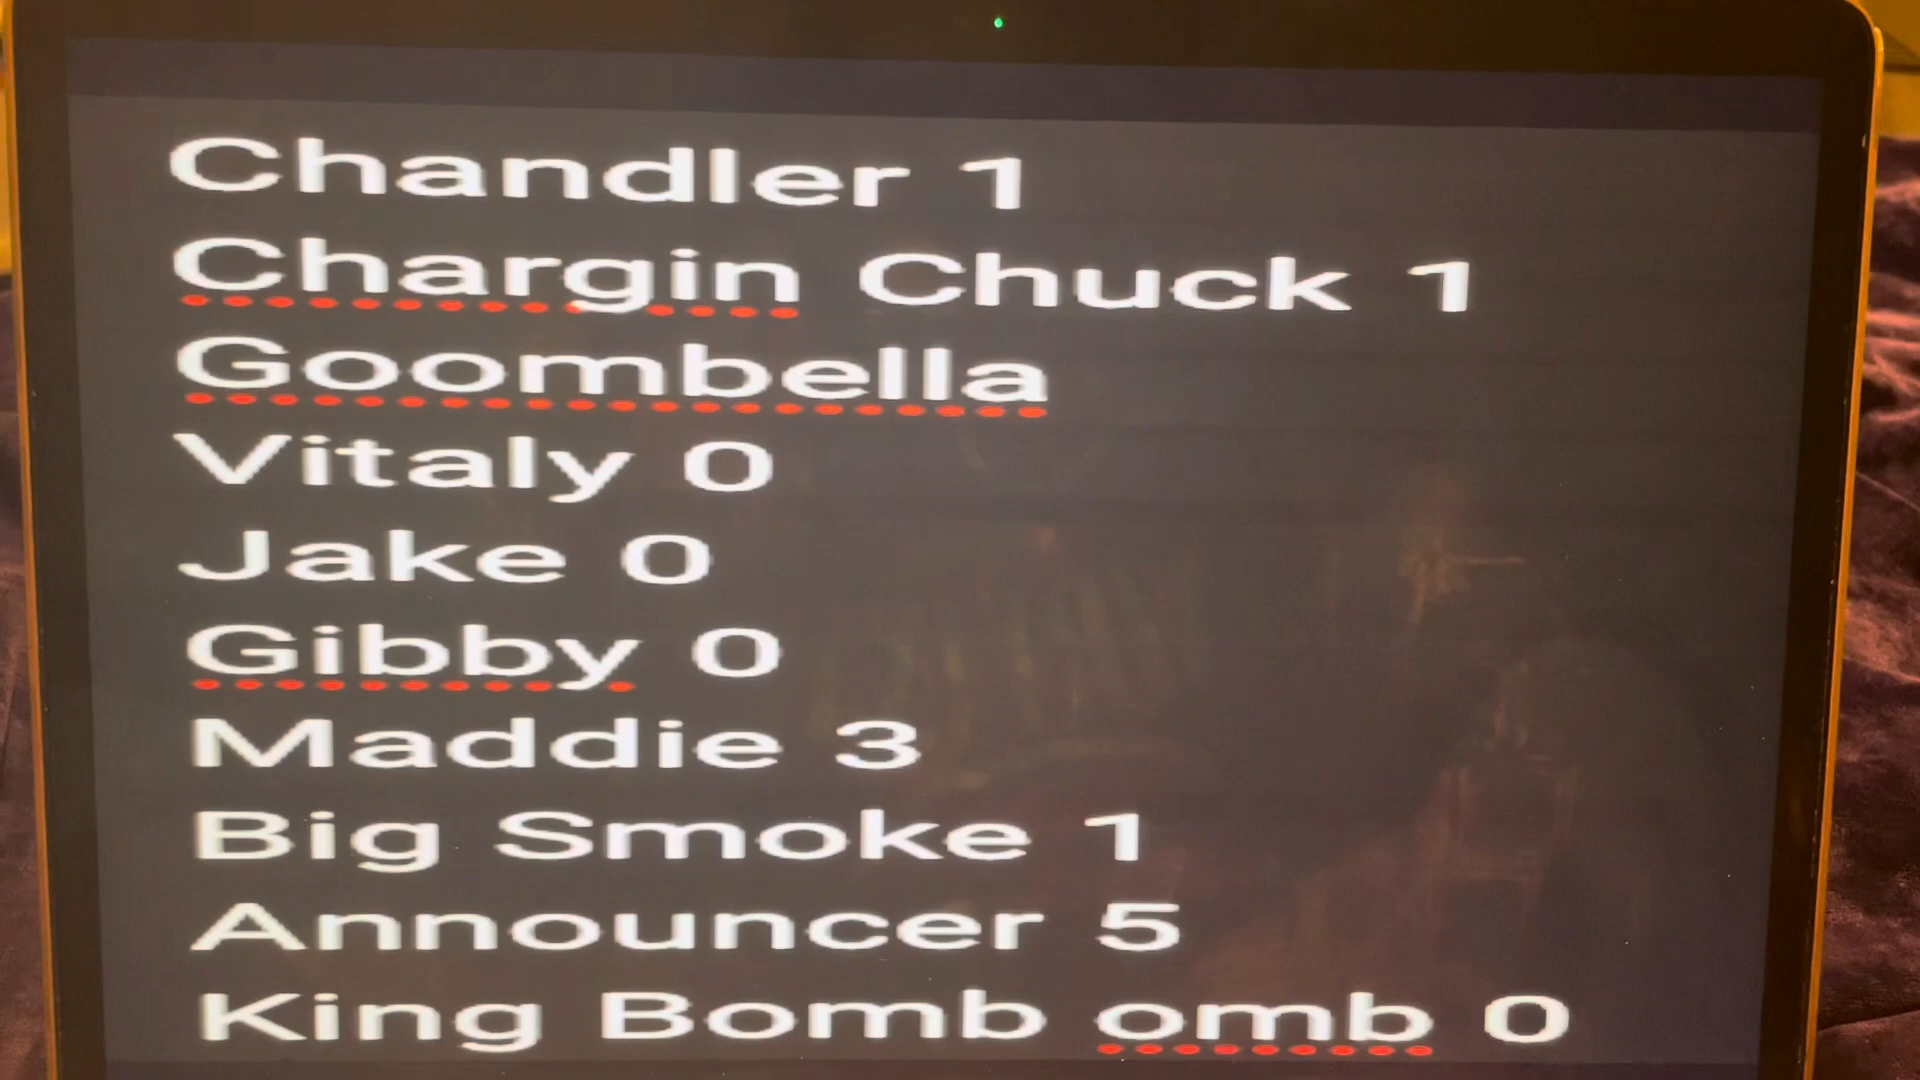 Chandler 1
Chargin Chuck 1
Goombella
Vitaly 0
Jake 0
Gibby 0
Maddie 3
Big Smoke 1
Announcer 5
King Bomb omb 0